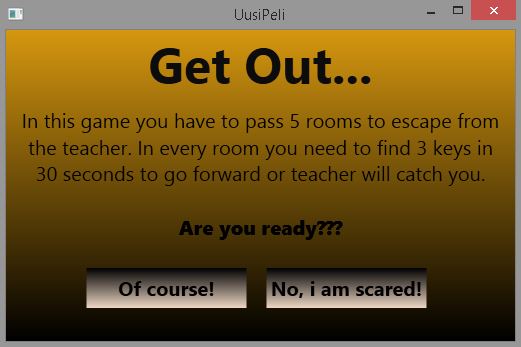 UusiPeli
Get Out...
In this game you have to pass 5 rooms to escape from
the teacher. In every room you need to find 3 keys in
30 seconds to go forward or teacher will catch you.
Are you ready???
Of course!
No, i am scared!